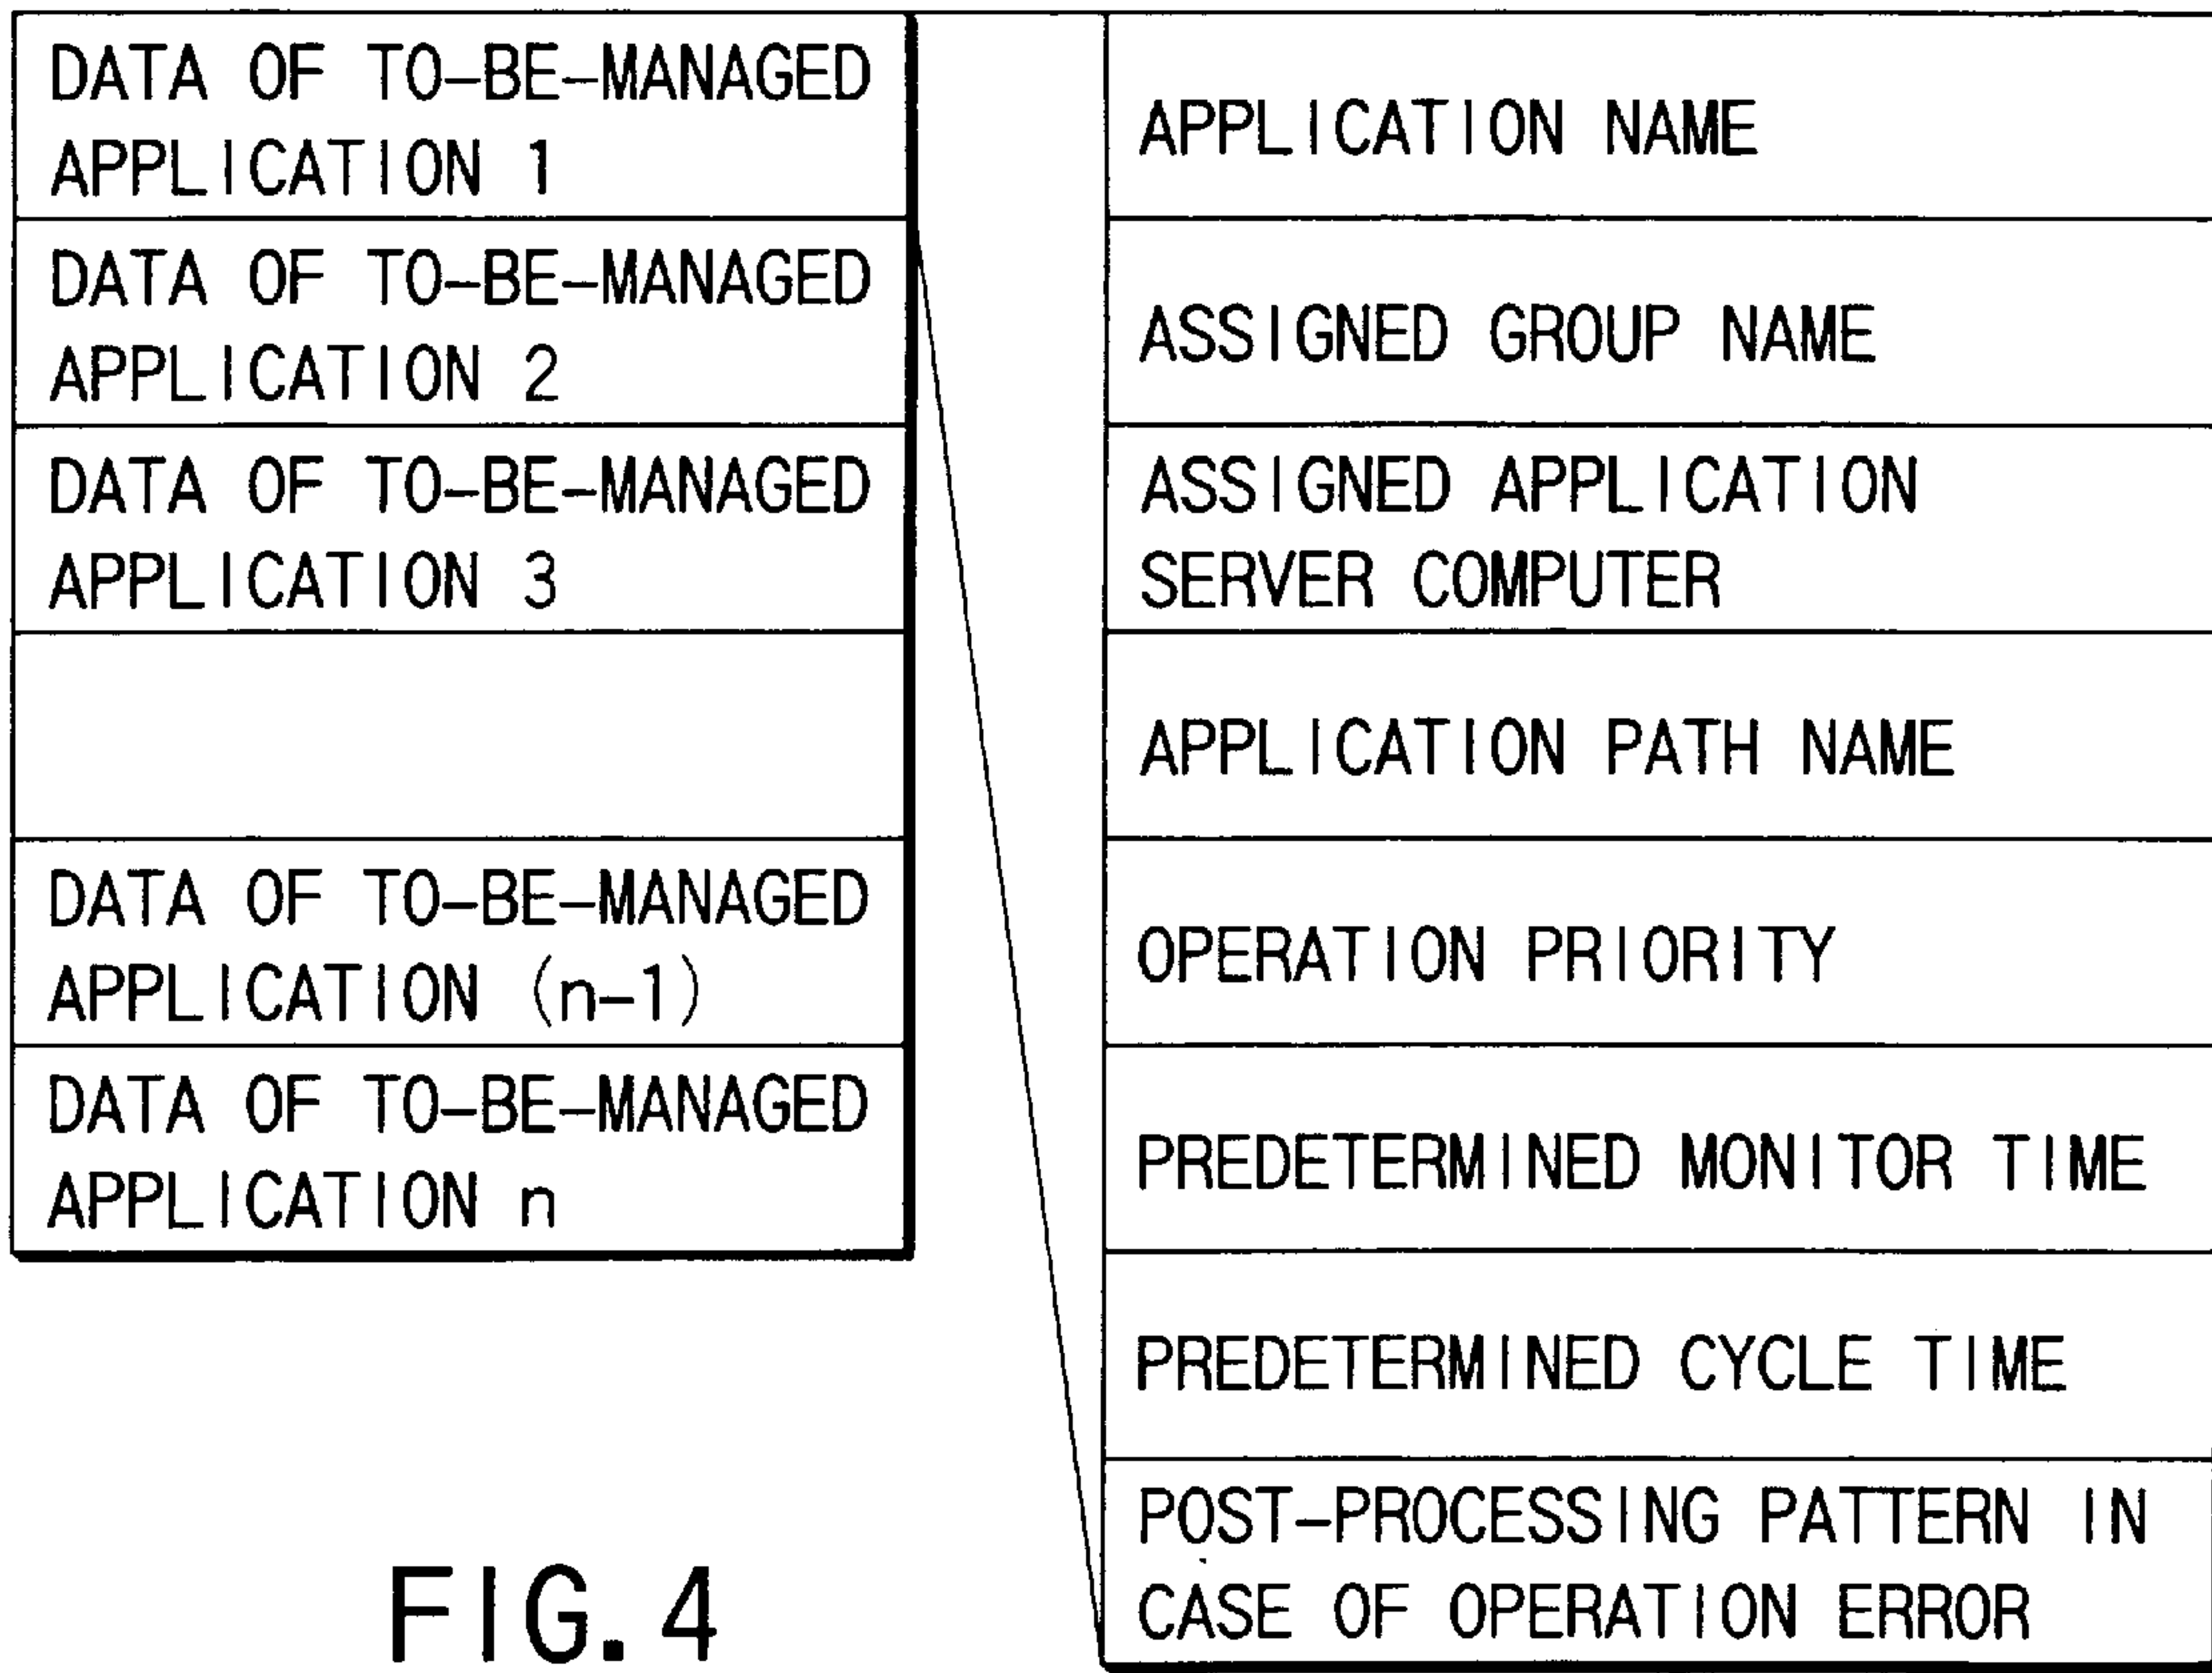 DATA OF TO-BE-MANAGED
APPLICATION 1
DATA OF TO-BE-MANAGED
APPLICATION 2
DATA OF TO-BE-MANAGED
APPLICATION 3
DATA OF TO-BE-MANAGED
APPLICATION (n-1)
DATA OF TO-BE-MANAGED
APPLICATION n
APPLICATION NAME
ASSIGNED GROUP NAME
ASSIGNED APPLICATION
SERVER COMPUTER
APPLICATION PATH NAME
OPERATION PRIORITY
PREDETERMINED MONITOR TIME
PREDETERMINED CYCLE TIME
POST-PROCESSING PATTERN IN
CASE OF OPERATION ERROR
FIG. 4